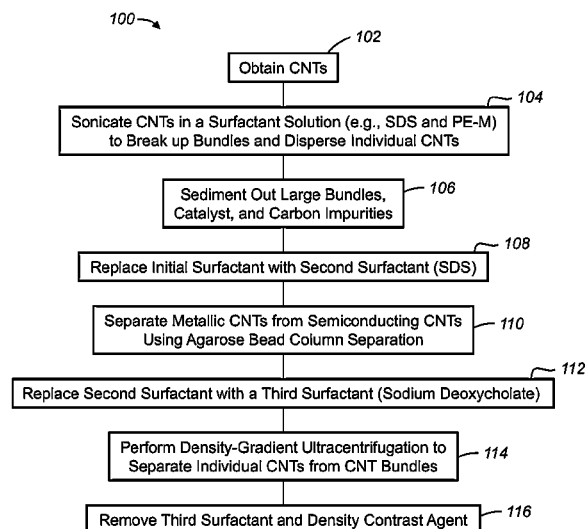 100
102
Obtain CNTs
104
Sonicate CNTs in a Surfactant Solution (e.g., SDS and PE-M)
to Break up Bundles and Disperse Individual CNTs
Sediment Out Large Bundles,
Catalyst, and Carbon Impurities
106
108
Replace Initial Surfactant with Second Surfactant (SDS)
Separate Metallic CNTs from Semiconducting CNTs
Using Agarose Bead Column Separation
110
112
Replace Second Surfactant with a Third Surfactant (Sodium Deoxycholate)
Perform Density-Gradient Ultracentrifugation to
Separate Individual CNTs from CNT Bundles
114
Remove Third Surfactant and Density Contrast Agent
116